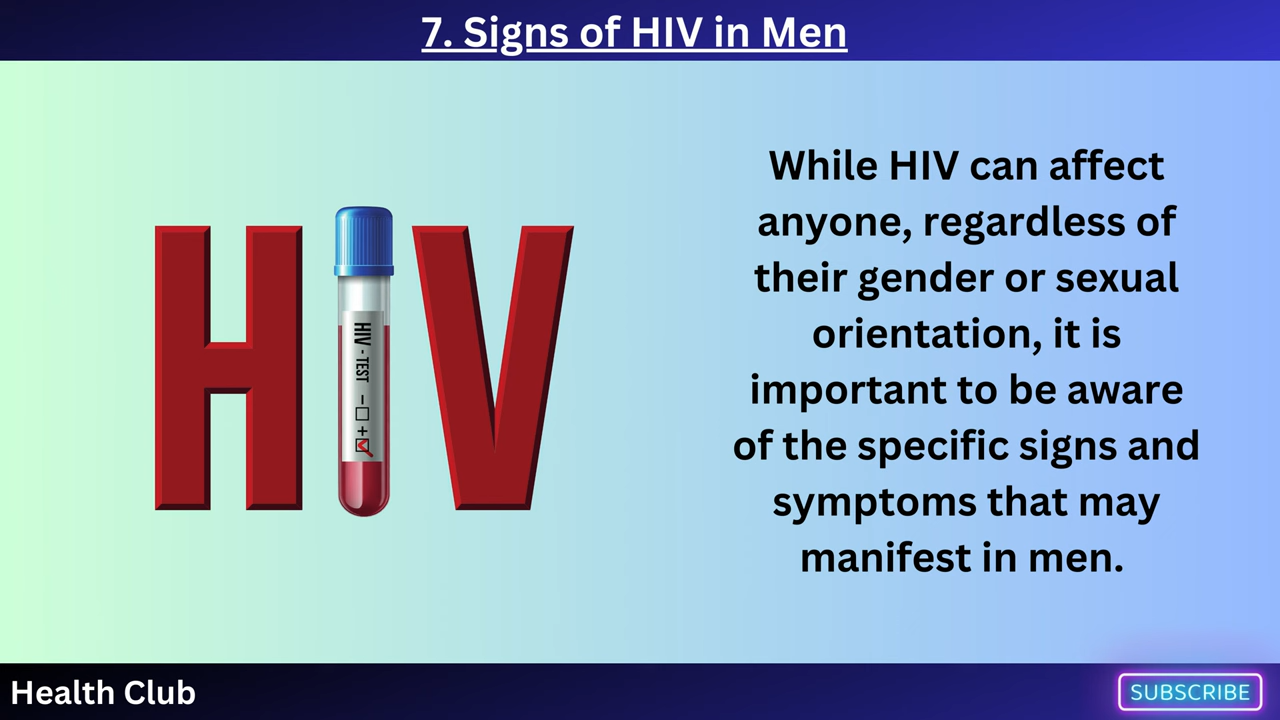 7. Signs of HIV in Men
While HIV can affect
anyone, regardless of
their gender or sexual
orientation, it is
important to be aware
of the specific signs and
symptoms that may
manifest in men.
H V
HIV - TEST - +
Health Club
SUBSCRIBE